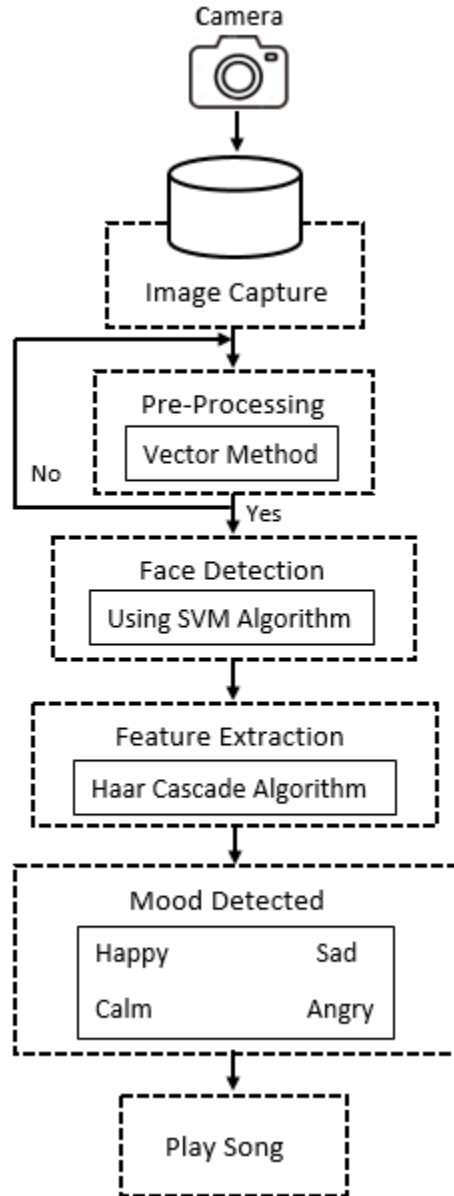 Camera
Image Capture
Pre-Processing
Vector Method
No
Yes
Face Detection
Using SVM Algorithm
Feature Extraction
Haar Cascade Algorithm
Mood Detected
Happy Sad
Calm Angry
Play Song